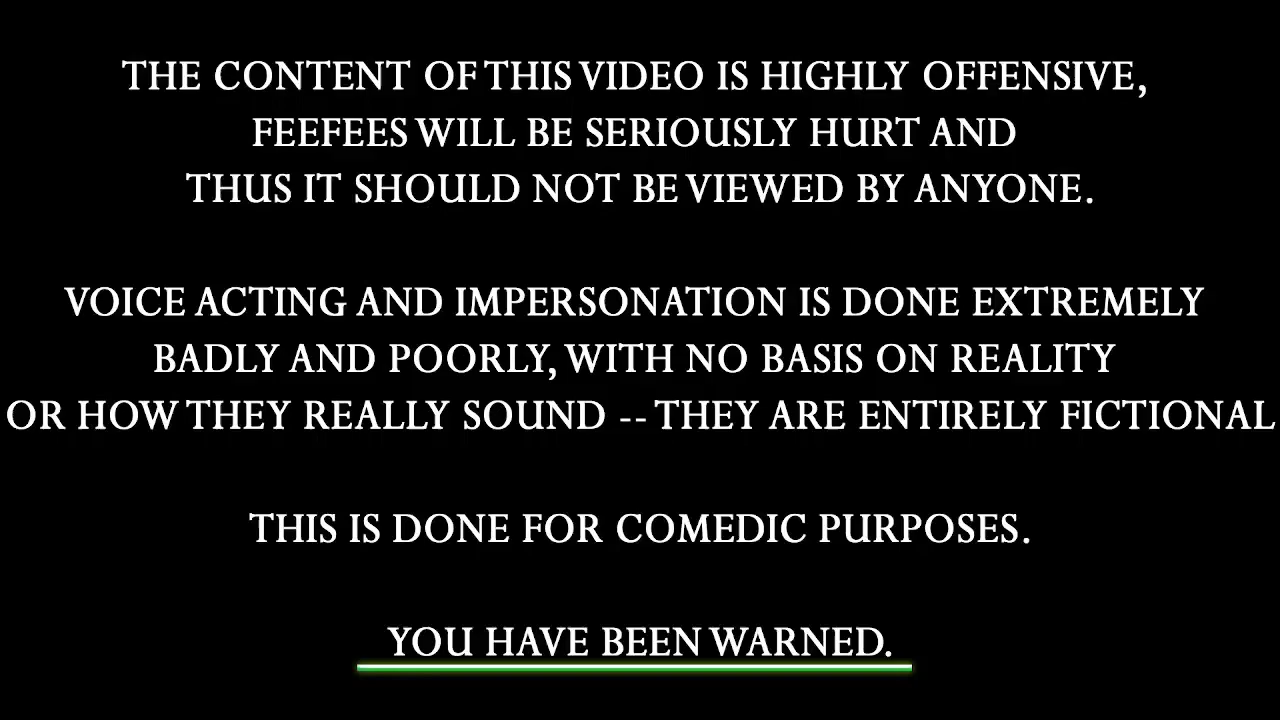 THE CONTENT OF THIS VIDEO IS HIGHLY OFFENSIVE,
FEEFEES WILL BE SERIOUSLY HURT AND
THUS IT SHOULD NOT BE VIEWED BY ANYONE.
VOICE ACTING AND IMPERSONATION IS DONE EXTREMELY
BADLY AND POORLY, WITH NO BASIS ON REALITY
OR HOW THEY REALLY SOUND -- THEY ARE ENTIRELY FICTIONAL
THIS IS DONE FOR COMEDIC PURPOSES.
YOU HAVE BEEN WARNED.